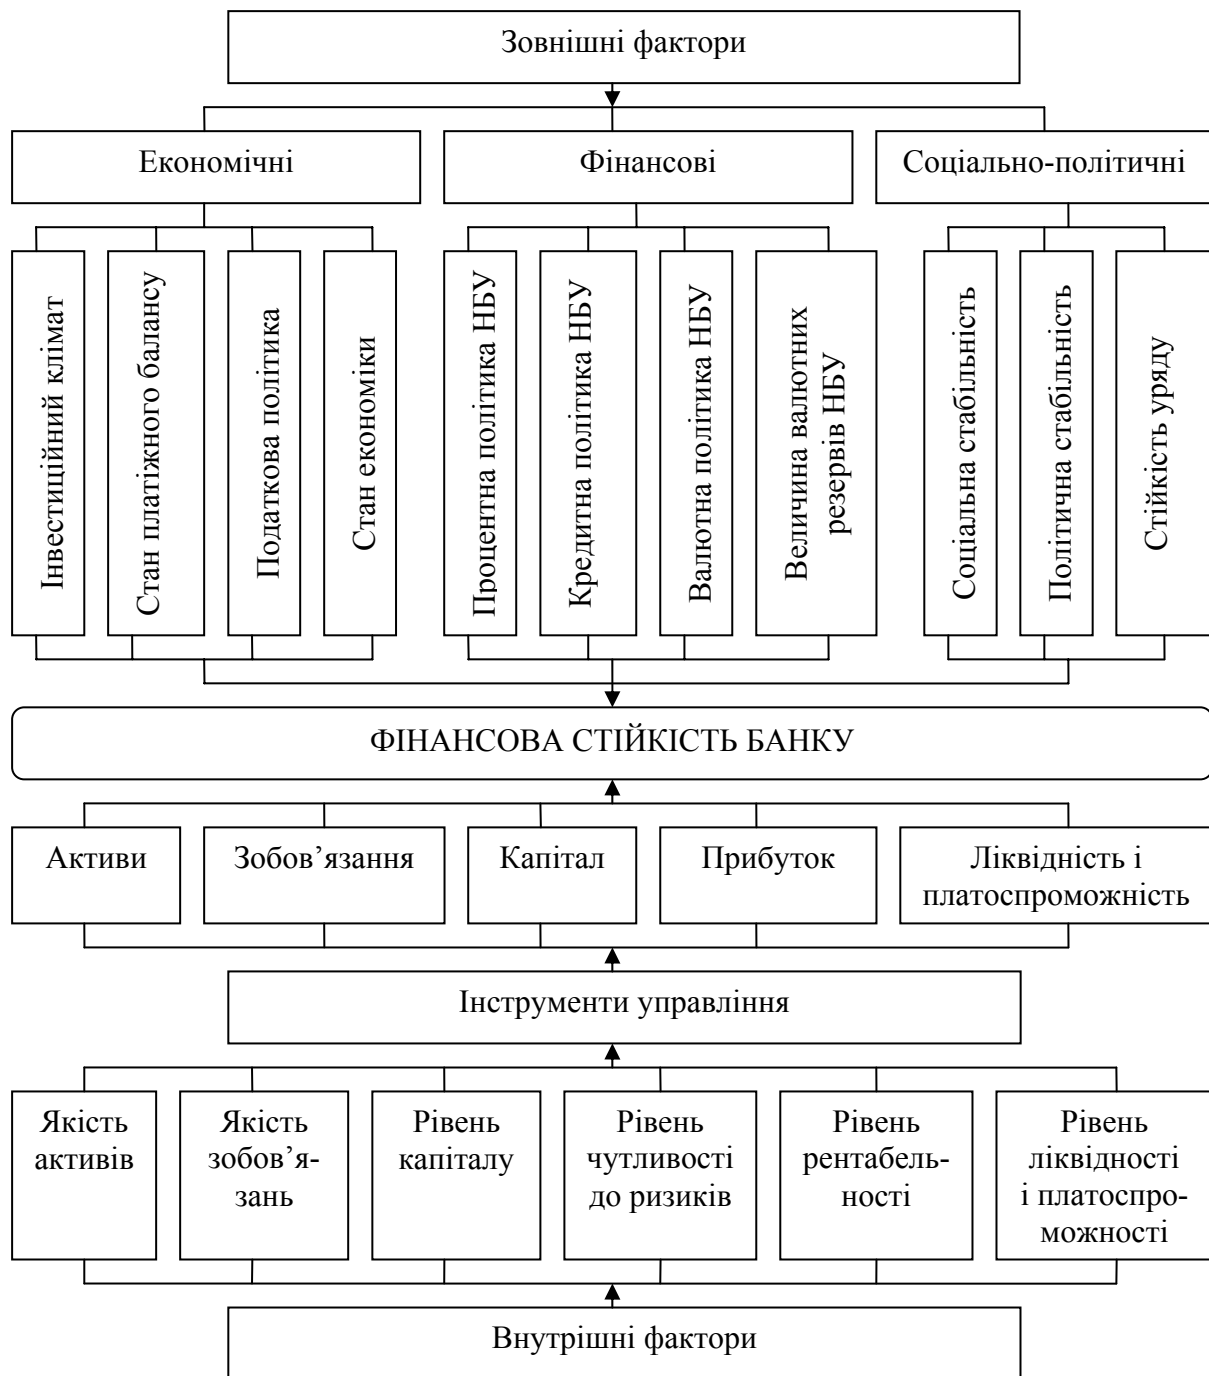 Зовнішні фактори
Економічні
Фінансові
Соціально-політичні
Інвестиційний клімат
Стан платіжного балансу
Податкова політика
Стан економіки
Процентна політика НБУ
Кредитна політика НБУ
Валютна політика НБУ
Величина валютних
резервів НБУ
Соціальна стабільність
Політична стабільність
Стійкість уряду
ФІНАНСОВА СТІЙКІСТЬ БАНКУ
Активи
Зобов’язання
Капітал
Прибуток
Ліквідність і
платоспроможність
Інструменти управління
Якість
активів
Якість
зобов’я-
зань
Рівень
капіталу
Рівень
чутливості
до ризиків
Рівень
рентабель-
ності
Рівень
ліквідності
і платоспро-
можності
Внутрішні фактори